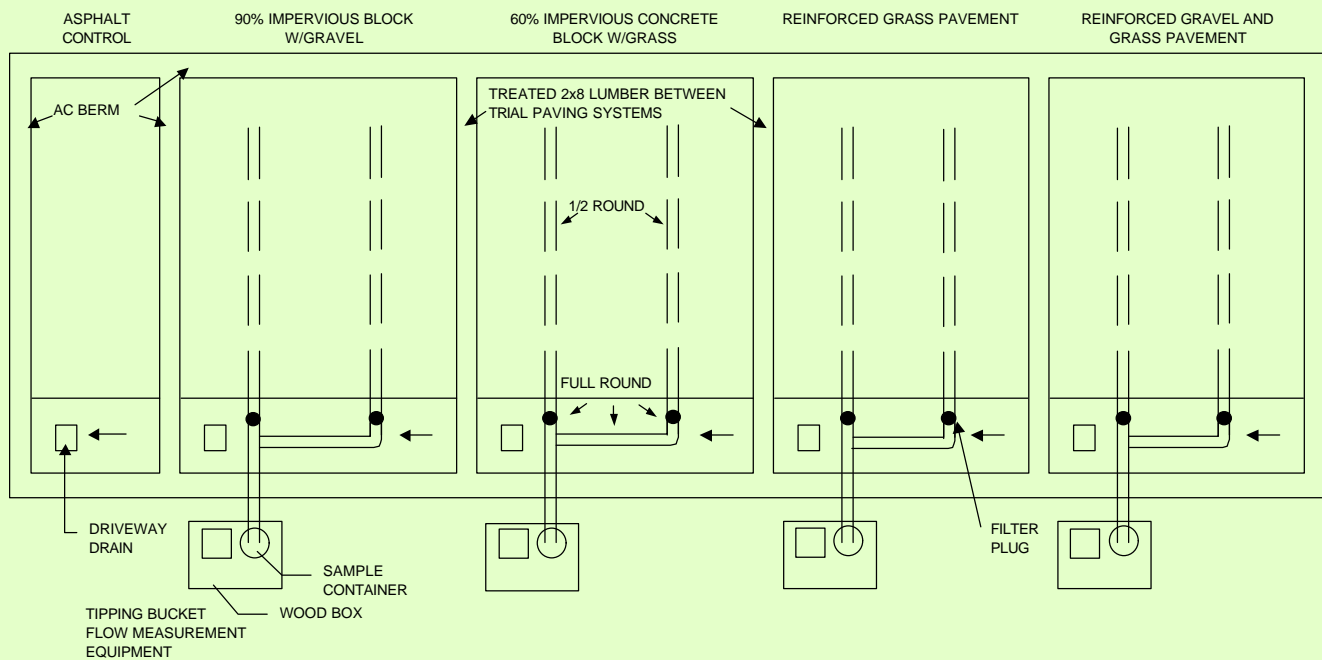 ASPHALT
CONTROL
90% IMPERVIOUS BLOCK
W/GRAVEL
60% IMPERVIOUS CONCRETE
BLOCK W/GRASS
REINFORCED GRASS PAVEMENT
REINFORCED GRAVEL AND
GRASS PAVEMENT
AC BERM
TREATED 2x8 LUMBER BETWEEN
TRIAL PAVING SYSTEMS
1/2 ROUND
FULL ROUND
DRIVEWAY
DRAIN
FILTER
PLUG
SAMPLE
CONTAINER
WOOD BOX
TIPPING BUCKET
FLOW MEASUREMENT
EQUIPMENT